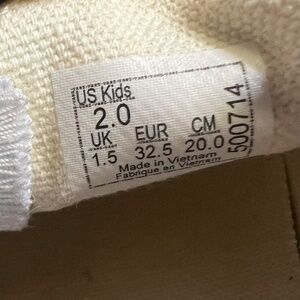 US Kids
2.0
UK EUR CM
1.5 32.5 20.0
Made in Vietnam
Fabriqué en Vietnam
500714